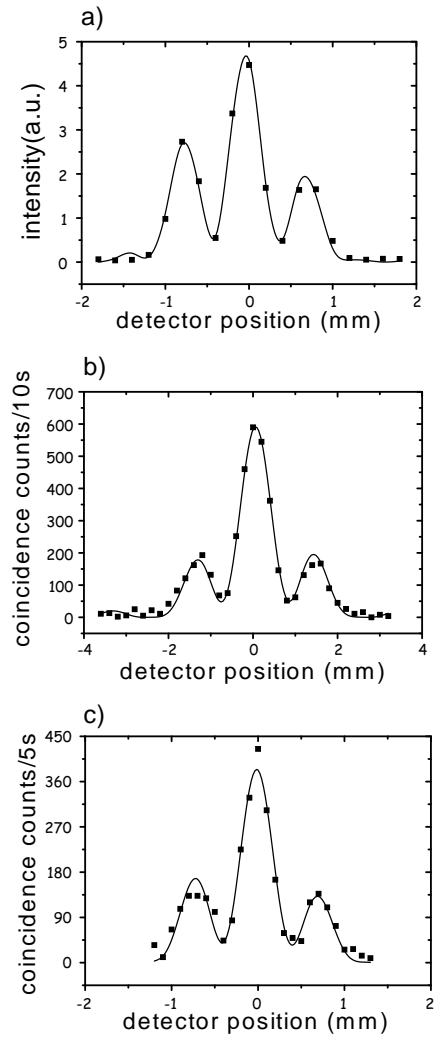 a)
5
4
3
2
1
0
intensity(a.u.)
-2 -1 0 1 2
detector position (mm)
b)
700
600
500
400
300
200
100
0
coincidence counts/10s
-4 -2 0 2 4
detector position (mm)
c)
450
360
270
180
90
0
coincidence counts/5s
-2 -1 0 1 2
detector position (mm)